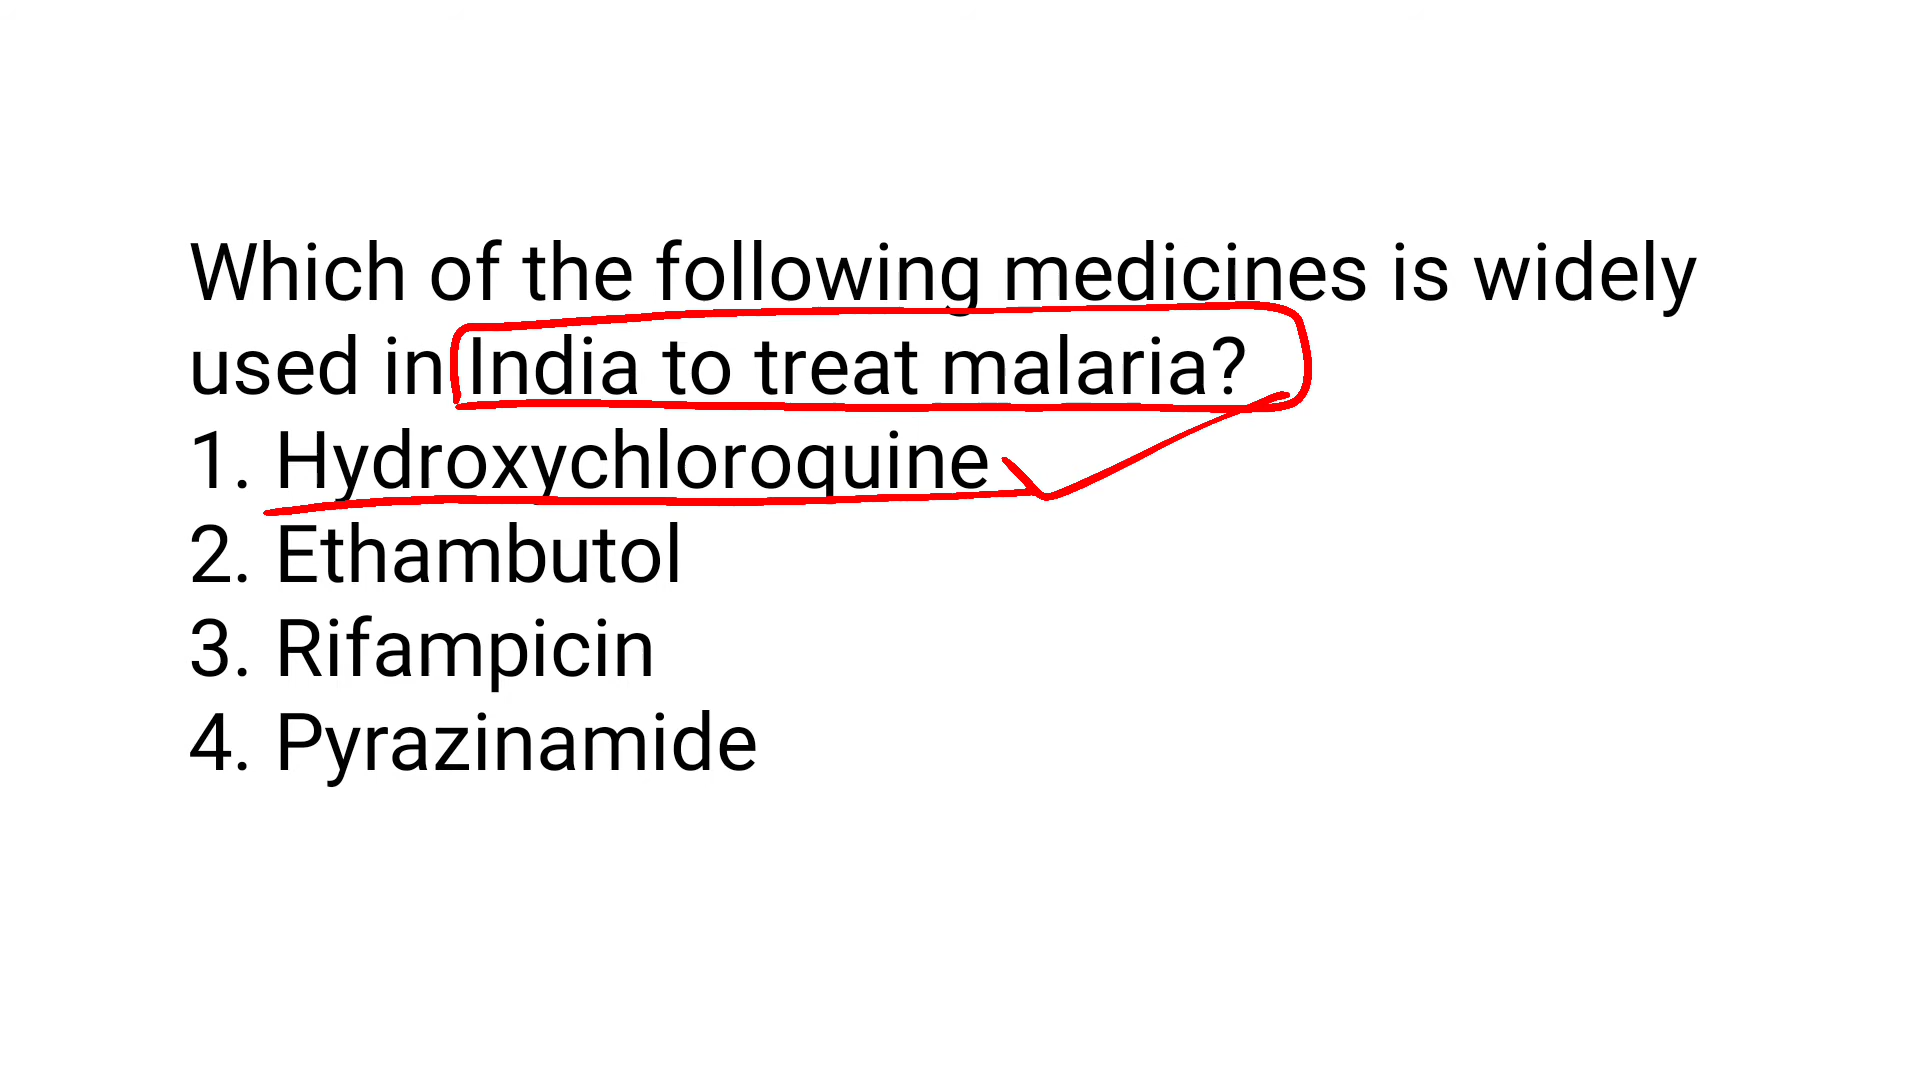 Which of the following medicines is widely
used in India to treat malaria?
1. Hydroxychloroquine
2. Ethambutol
3. Rifampicin
4. Pyrazinamide